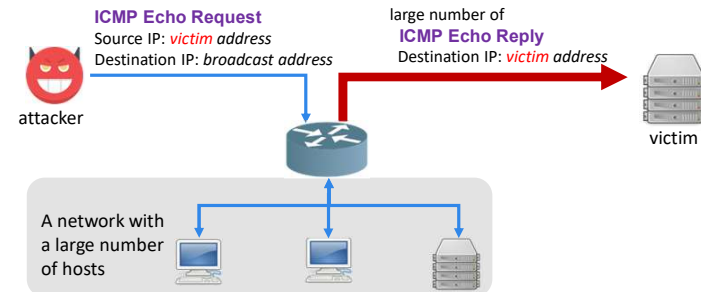 ICMP Echo Request
Source IP: victim address
Destination IP: broadcast address
attacker
large number of
ICMP Echo Reply
Destination IP: victim address
victim
A network with
a large number
of hosts